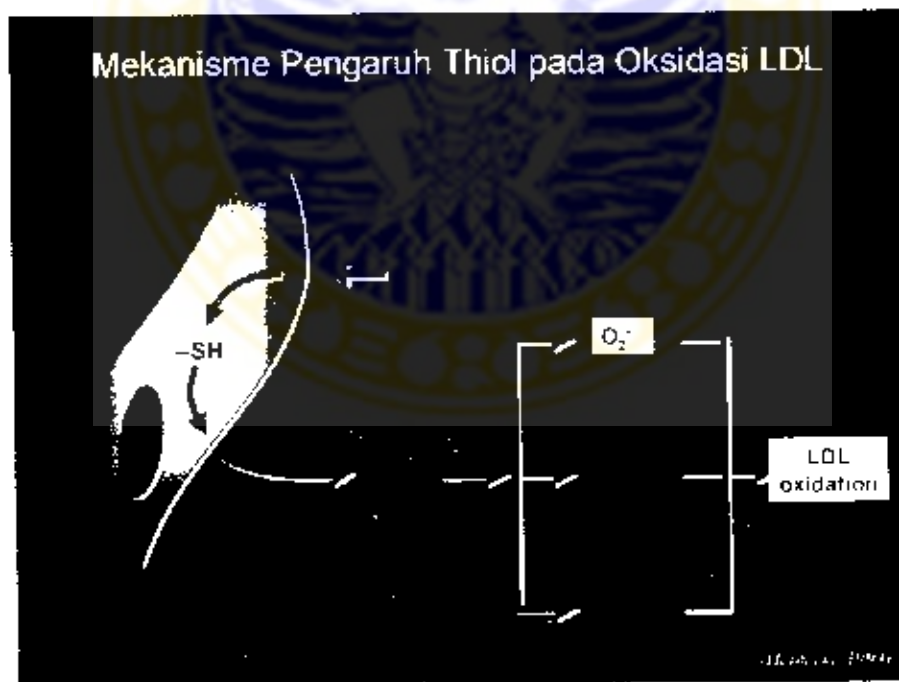 Mekanisme Pengaruh Thiol pada Oksidasi LDL
–SH
O₂⁻
LDL
oxidation